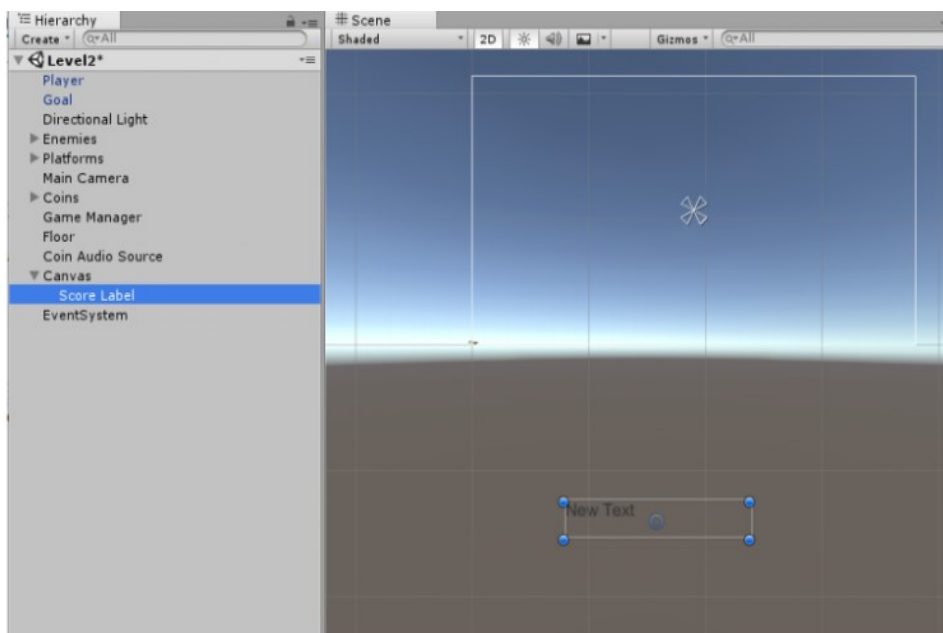 Hierarchy
Create
All
Level2*
Player
Goal
Directional Light
Enemies
Platforms
Main Camera
Coins
Game Manager
Floor
Coin Audio Source
Canvas
Score Label
EventSystem
# Scene
Shaded 2D Gizmos All
New Text